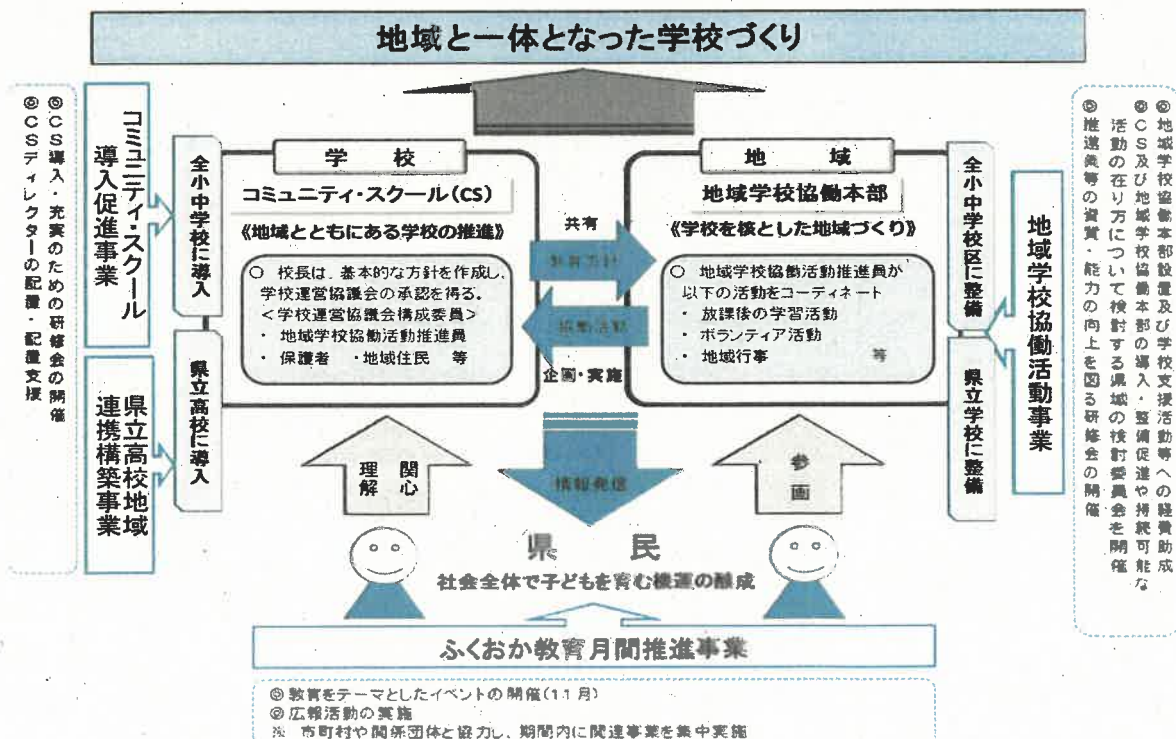 地域と一体となった学校づくり
◎CS導入・充実のための研修会の開催
◎CSディレクターの配置・配置支援
コミュニティ・スクール
導入促進事業
県立高校地域
連携構築事業
全小中学校に導入
県立高校に導入
学校
コミュニティ・スクール(CS)
《地域とともにある学校の推進》
○ 校長は、基本的な方針を作成し、
学校運営協議会の承認を得る。
<学校運営協議会構成委員>
・ 地域学校協働活動推進員
・ 保護者 ・地域住民 等
共有
教育方針
協働活動
企画・実施
地域
地域学校協働本部
《学校を核とした地域づくり》
○ 地域学校協働活動推進員が
以下の活動をコーディネート
・ 放課後の学習活動
・ ボランティア活動
・ 地域行事 等
全小中学校区に整備
県立学校に整備
地域学校協働活動事業
◎地域学校協働本部設置及び学校支援活動等への経費助成
◎CS及び地域学校協働本部の導入・整備促進や持続可能な
活動の在り方について検討する県域の検討委員会を開催
◎推進員等の資質・能力の向上を図る研修会の開催
関心
理解
情報発信
参画
県民
社会全体で子どもを育む機運の醸成
ふくおか教育月間推進事業
◎教育をテーマとしたイベントの開催(11月)
◎広報活動の実施
※ 市町村や関係団体と協力し、期間内に関連事業を集中実施